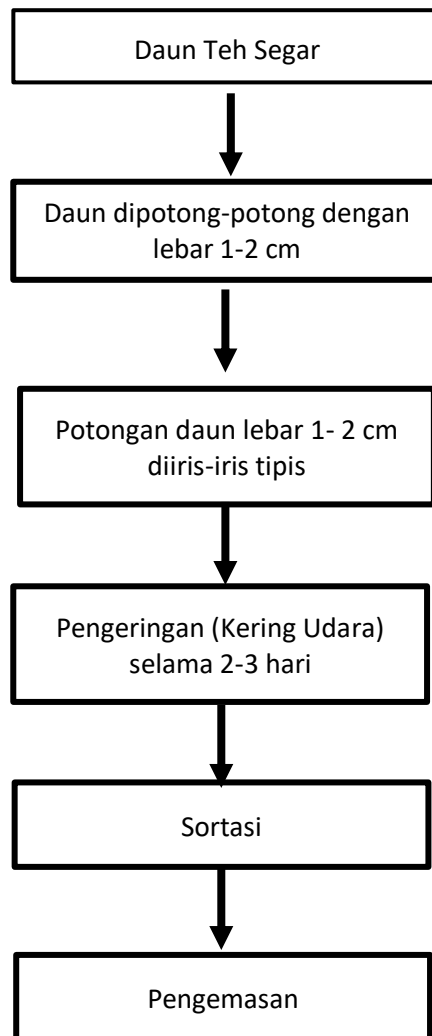 Daun Teh Segar
Daun dipotong-potong dengan
lebar 1-2 cm
Potongan daun lebar 1- 2 cm
diiris-iris tipis
Pengeringan (Kering Udara)
selama 2-3 hari
Sortasi
Pengemasan